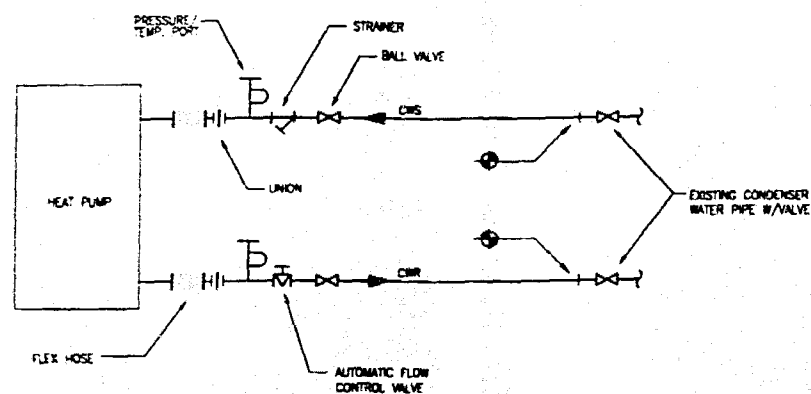 PRESSURE/
TEMP. PORT
STRAINER
BALL VALVE
CWS
UNION
HEAT PUMP
EXISTING CONDENSER
WATER PIPE W/VALVE
CWR
FLEX HOSE
AUTOMATIC FLOW
CONTROL VALVE